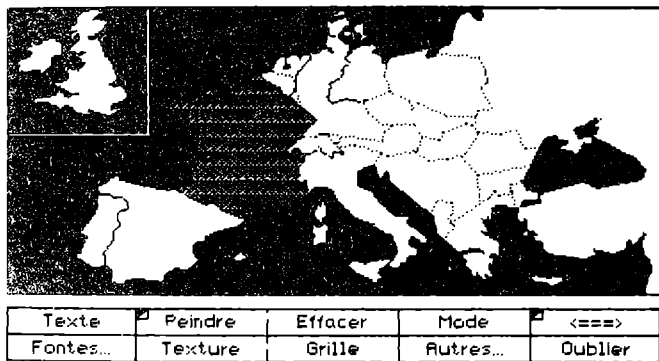 Texte Peindre Effacer Mode <===>
Fontes... Texture Grille Autres... Oublier